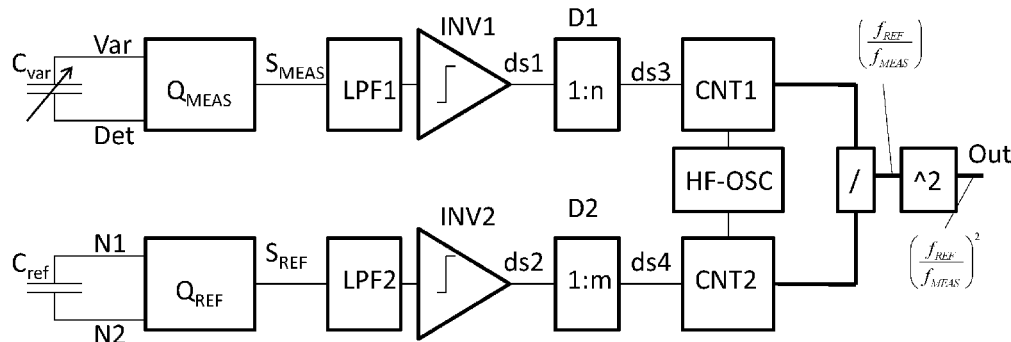 INV1
D1
Var
C_var
Q_MEAS
S_MEAS
LPF1
ds1
1:n
ds3
CNT1
Det
(f_REF / f_MEAS)
HF-OSC
/
^2
Out
INV2
D2
N1
C_ref
Q_REF
S_REF
LPF2
ds2
1:m
ds4
CNT2
N2
(f_REF / f_MEAS)^2